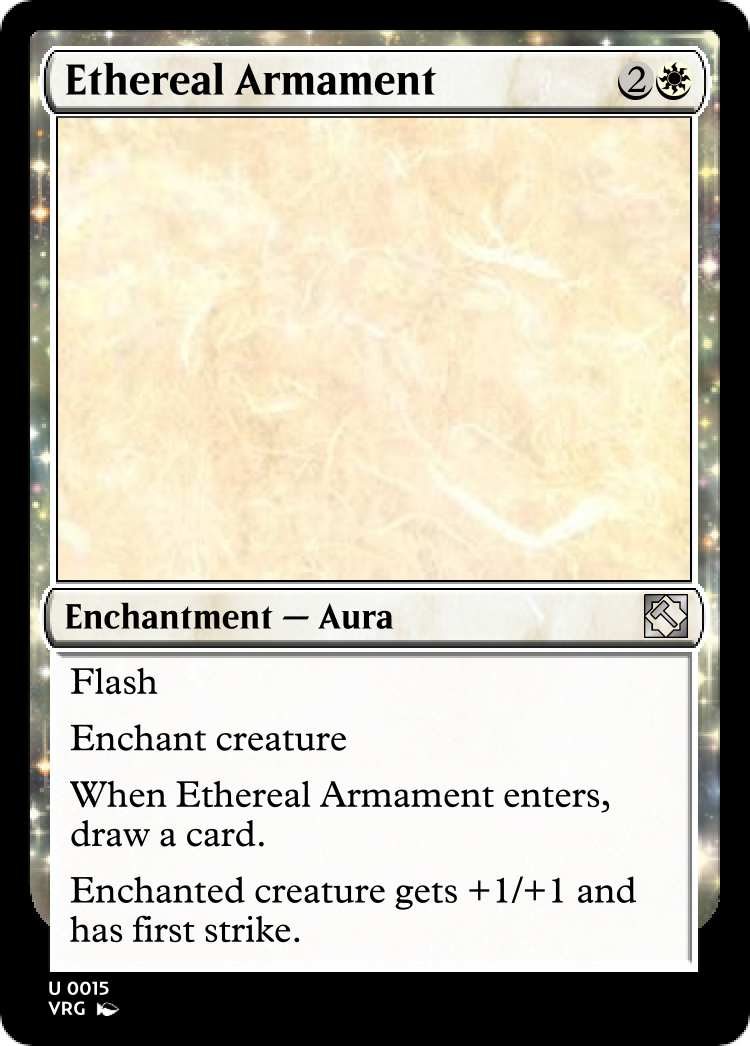 Ethereal Armament 2
Enchantment — Aura
Flash
Enchant creature
When Ethereal Armament enters,
draw a card.
Enchanted creature gets +1/+1 and
has first strike.
U 0015
VRG